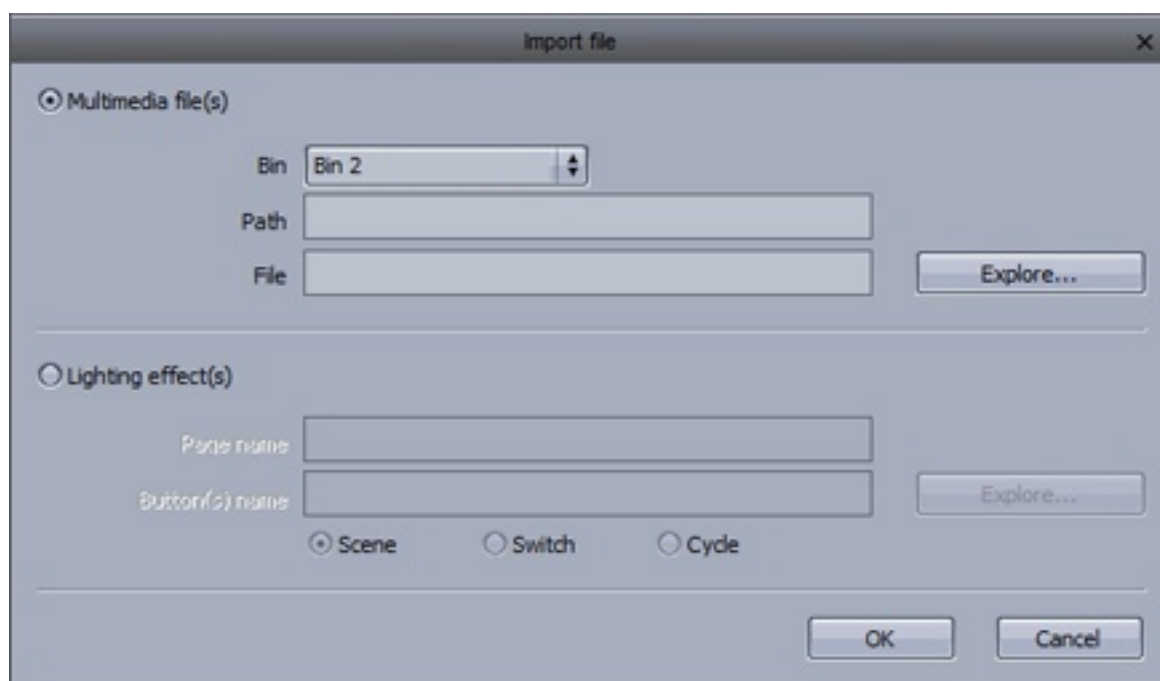 Import file
Multimedia file(s)
Bin Bin 2
Path
File Explore...
Lighting effect(s)
Page name
Button(s) name Explore...
Scene Switch Cycle
OK Cancel